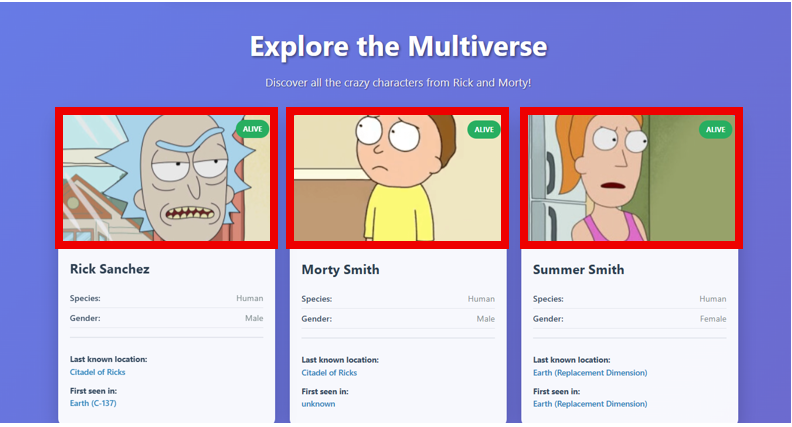 Explore the Multiverse
Discover all the crazy characters from Rick and Morty!
ALIVE
Rick Sanchez
Species: Human
Gender: Male
Last known location:
Citadel of Ricks
First seen in:
Earth (C-137)
ALIVE
Morty Smith
Species: Human
Gender: Male
Last known location:
Citadel of Ricks
First seen in:
unknown
ALIVE
Summer Smith
Species: Human
Gender: Female
Last known location:
Earth (Replacement Dimension)
First seen in:
Earth (Replacement Dimension)